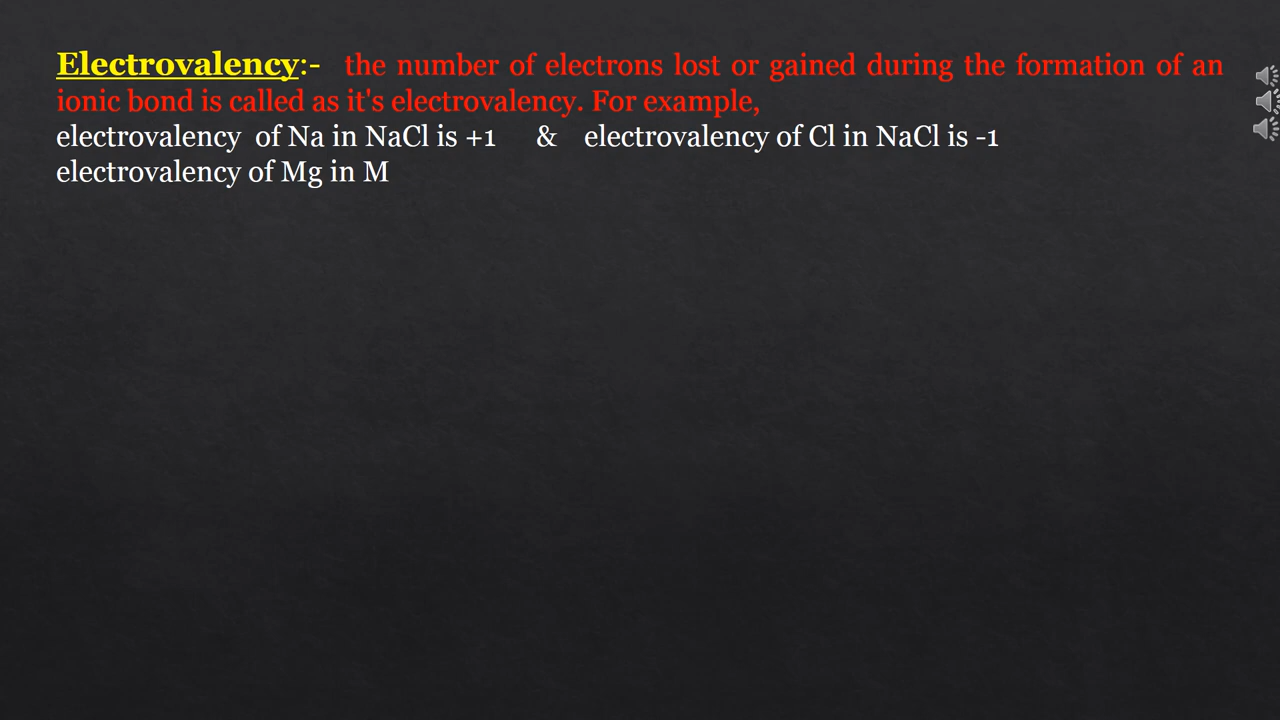 Electrovalency:- the number of electrons lost or gained during the formation of an
ionic bond is called as it's electrovalency. For example,
electrovalency of Na in NaCl is +1 & electrovalency of Cl in NaCl is -1
electrovalency of Mg in M